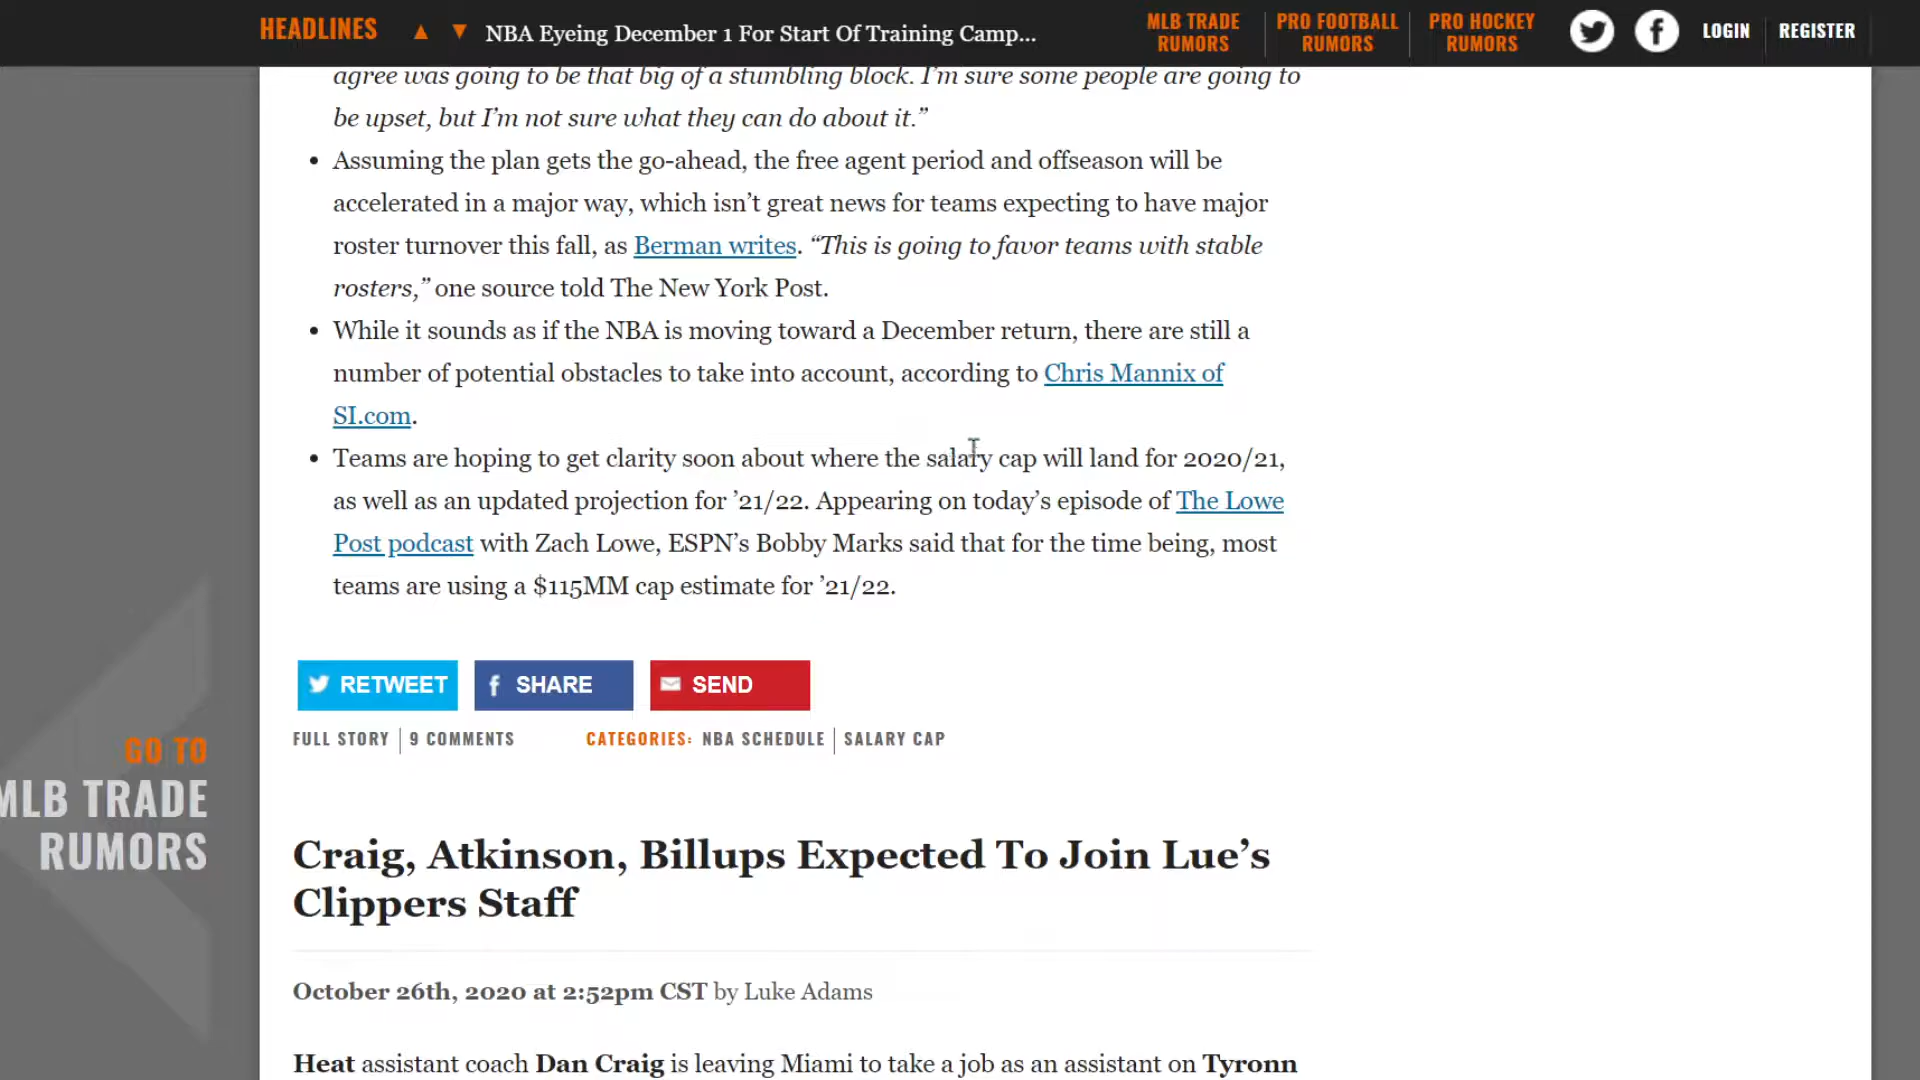 HEADLINES
NBA Eyeing December 1 For Start Of Training Camp...
MLB TRADE RUMORS
PRO FOOTBALL RUMORS
PRO HOCKEY RUMORS
LOGIN
REGISTER
agree was going to be that big of a stumbling block. I’m sure some people are going to
be upset, but I’m not sure what they can do about it.”
• Assuming the plan gets the go-ahead, the free agent period and offseason will be
accelerated in a major way, which isn’t great news for teams expecting to have major
roster turnover this fall, as Berman writes. “This is going to favor teams with stable
rosters,” one source told The New York Post.
• While it sounds as if the NBA is moving toward a December return, there are still a
number of potential obstacles to take into account, according to Chris Mannix of
SI.com.
• Teams are hoping to get clarity soon about where the salary cap will land for 2020/21,
as well as an updated projection for ’21/22. Appearing on today’s episode of The Lowe
Post podcast with Zach Lowe, ESPN’s Bobby Marks said that for the time being, most
teams are using a $115MM cap estimate for ’21/22.
RETWEET
SHARE
SEND
FULL STORY | 9 COMMENTS
CATEGORIES: NBA SCHEDULE | SALARY CAP
GO TO
MLB TRADE
RUMORS
Craig, Atkinson, Billups Expected To Join Lue’s
Clippers Staff
October 26th, 2020 at 2:52pm CST by Luke Adams
Heat assistant coach Dan Craig is leaving Miami to take a job as an assistant on Tyronn